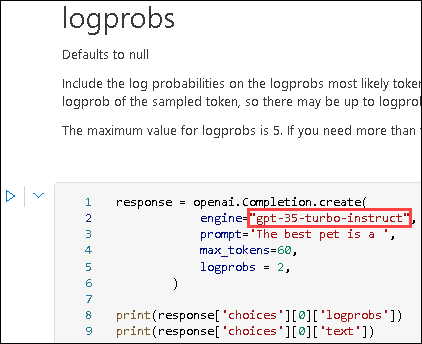 logprobs
Defaults to null
Include the log probabilities on the logprobs most likely
logprob of the sampled token, so there may be up to
The maximum value for logprobs is 5. If you need more than
1 response = openai.Completion.create(
2 engine="gpt-35-turbo-instruct",
3 prompt='The best pet is a ',
4 max_tokens=60,
5 logprobs = 2,
6 )
7
8 print(response['choices'][0]['logprobs'])
9 print(response['choices'][0]['text'])